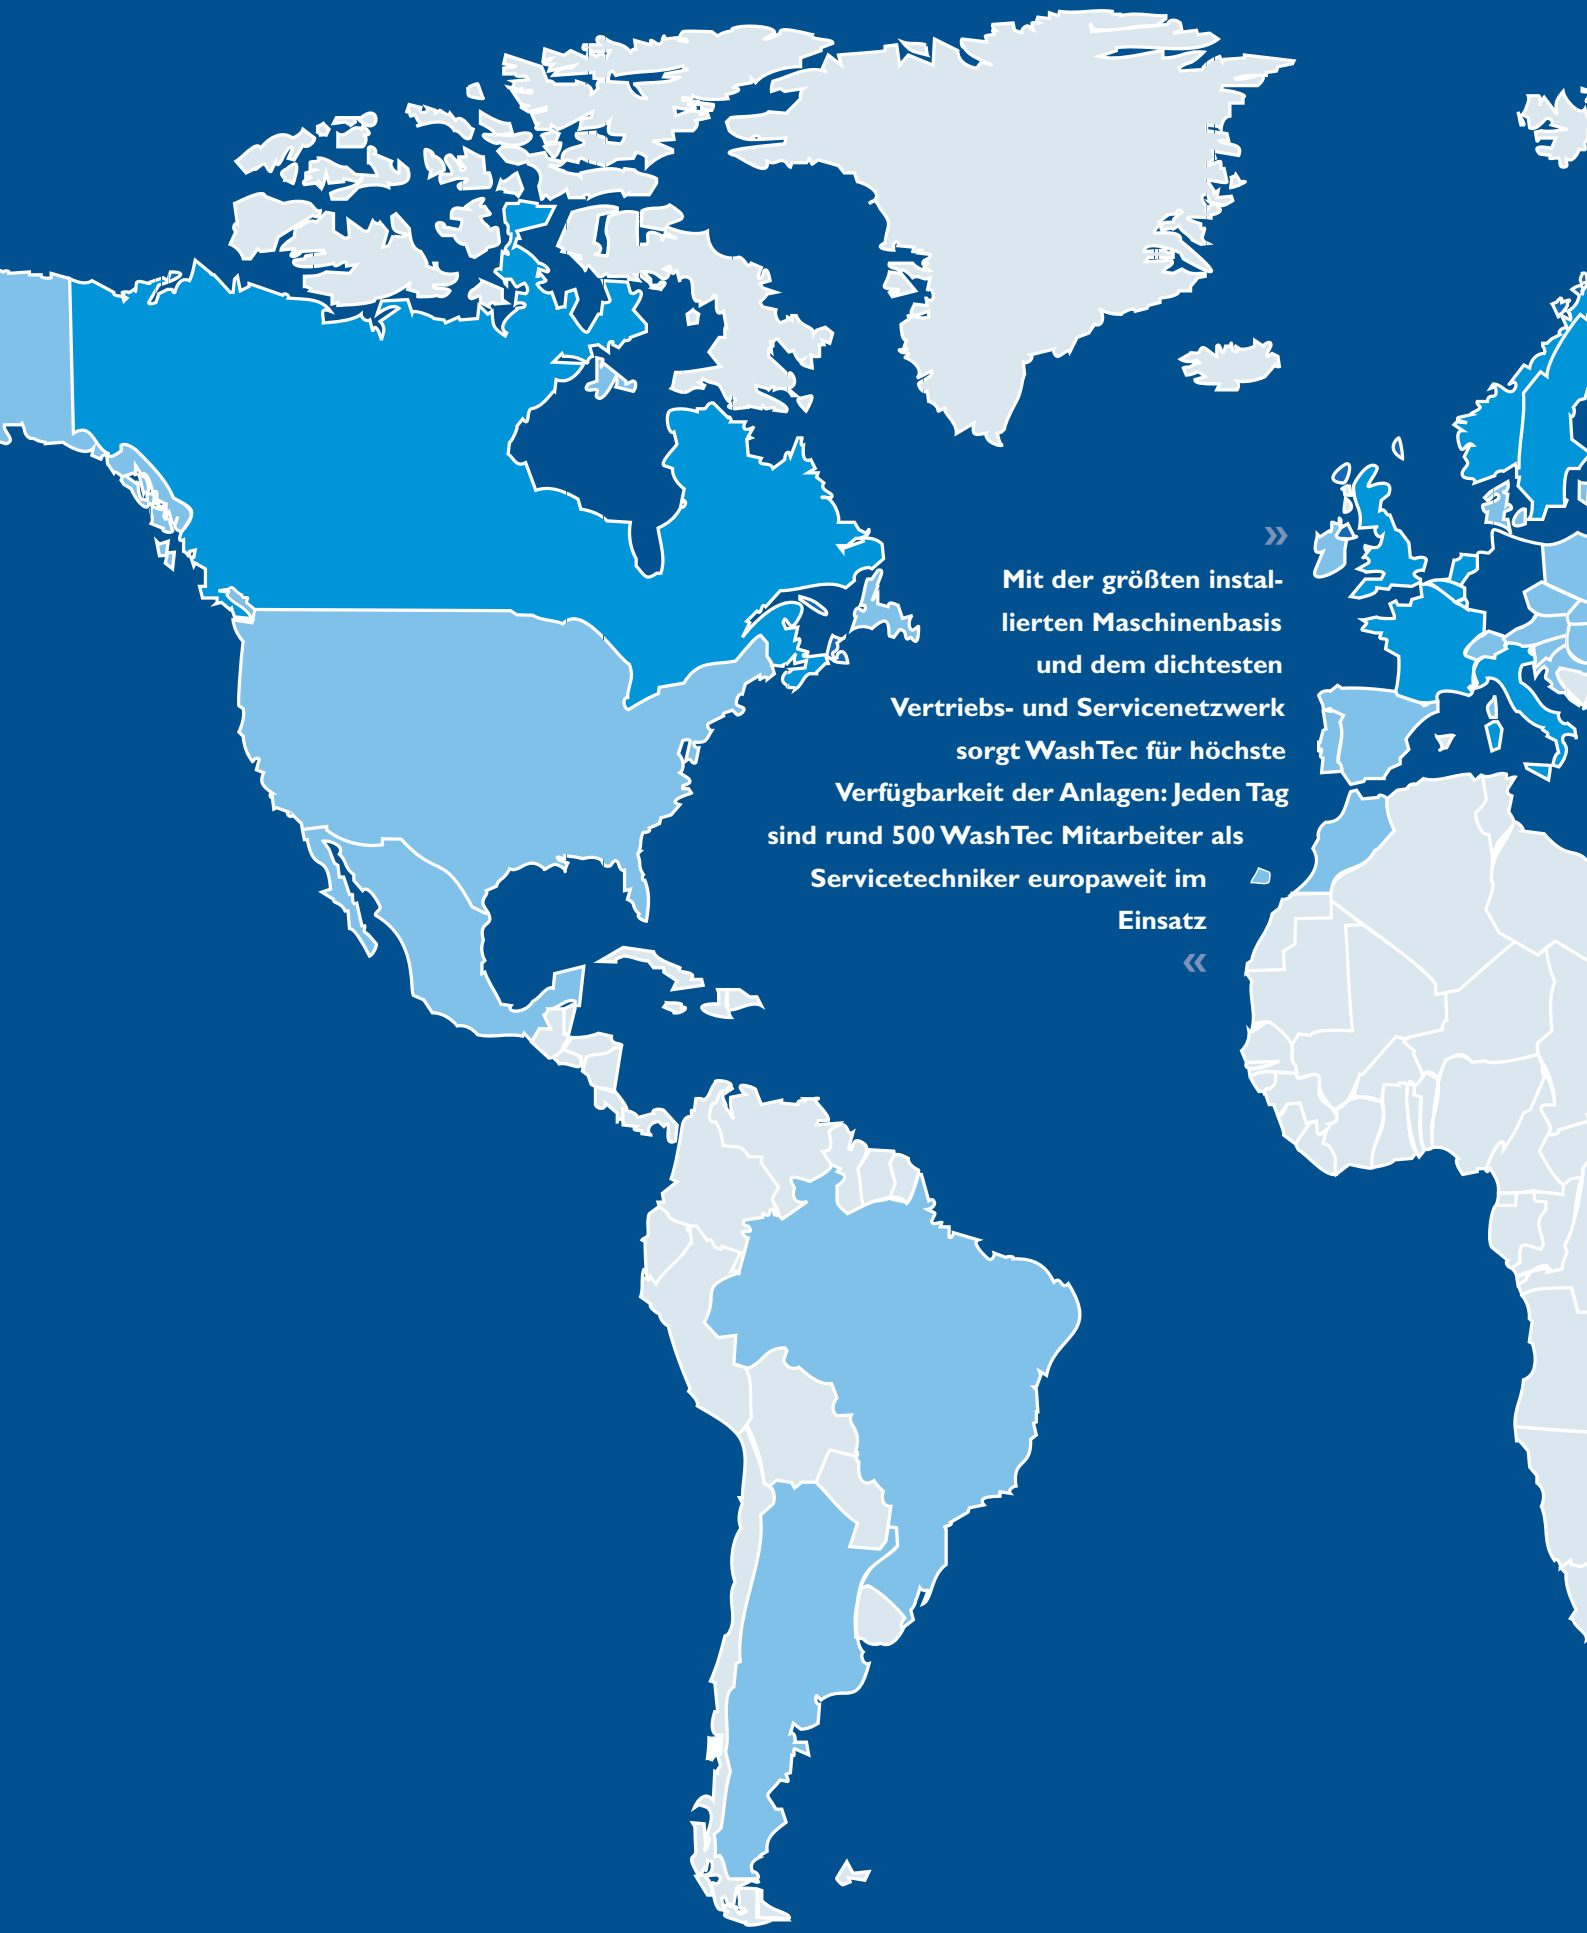 »
Mit der größten instal-
lierten Maschinenbasis
und dem dichtesten
Vertriebs- und Servicenetzwerk
sorgt WashTec für höchste
Verfügbarkeit der Anlagen: Jeden Tag
sind rund 500 WashTec Mitarbeiter als
Servicetechniker europaweit im
Einsatz
«